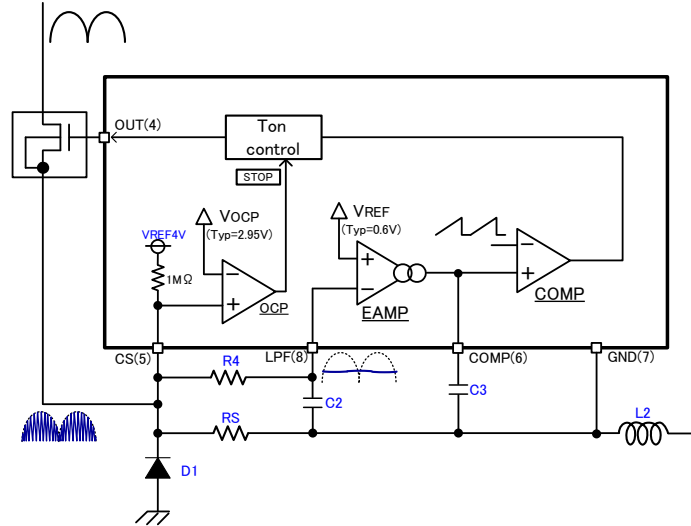 OUT(4)
Ton
control
STOP
VOCP
(Typ=2.95V)
VREF
(Typ=0.6V)
VREF4V
1MΩ
OCP
EAMP
COMP
CS(5)
R4
LPF(8)
COMP(6)
GND(7)
C2
C3
L2
RS
D1